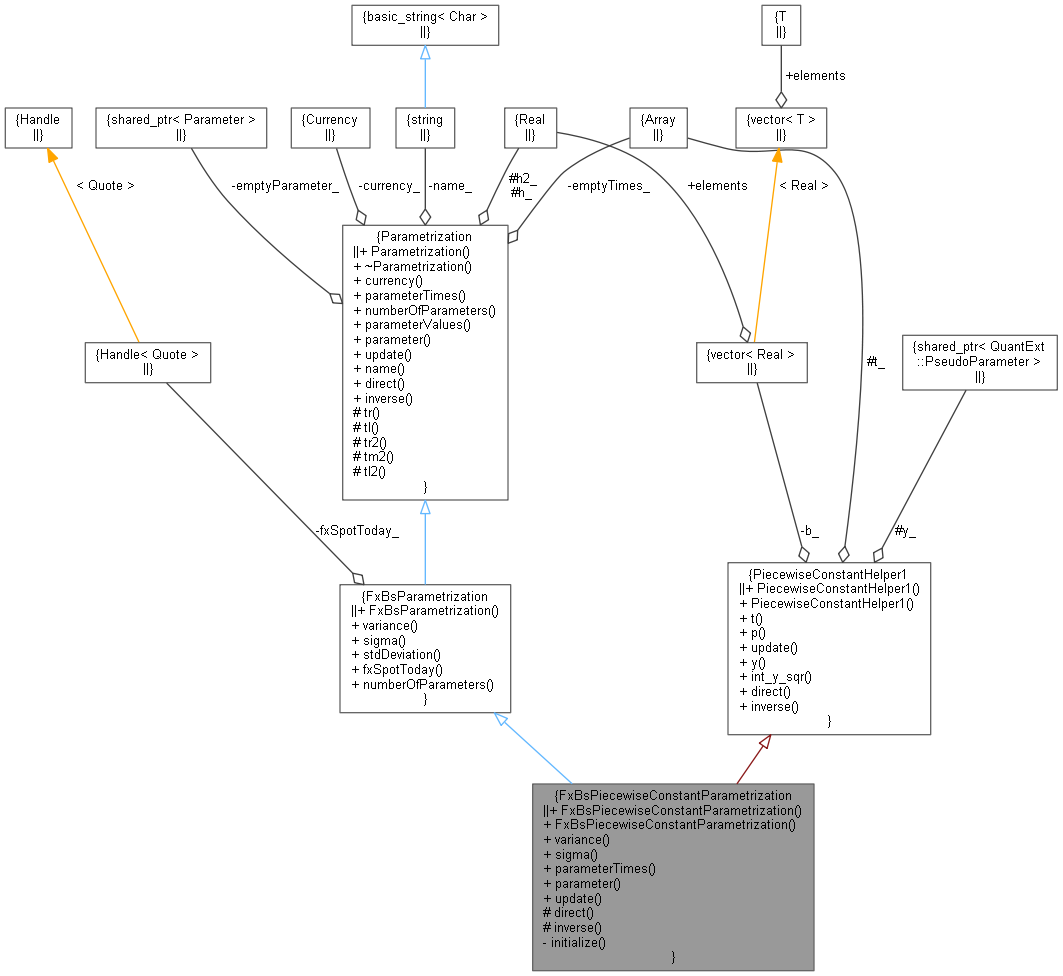 {basic_string< Char >
||}
{T
||}
+elements
{Handle
||}
{shared_ptr< Parameter >
||}
{Currency
||}
{string
||}
{Real
||}
{Array
||}
{vector< T >
||}
< Quote >
-emptyParameter_
-currency_
-name_
#h2_
#h_
-emptyTimes_
+elements
< Real >
{Parametrization
||+ Parametrization()
+ ~Parametrization()
+ currency()
+ parameterTimes()
+ numberOfParameters()
+ parameterValues()
+ parameter()
+ update()
+ name()
+ direct()
+ inverse()
# tr()
# tl()
# tr2()
# tm2()
# tl2()
}
{Handle< Quote >
||}
{vector< Real >
||}
#t_
{shared_ptr< QuantExt
::PseudoParameter >
||}
-fxSpotToday_
-b_
#y_
{FxBsParametrization
||+ FxBsParametrization()
+ variance()
+ sigma()
+ stdDeviation()
+ fxSpotToday()
+ numberOfParameters()
}
{PiecewiseConstantHelper1
||+ PiecewiseConstantHelper1()
+ PiecewiseConstantHelper1()
+ t()
+ p()
+ update()
+ y()
+ int_y_sqr()
+ direct()
+ inverse()
}
{FxBsPiecewiseConstantParametrization
||+ FxBsPiecewiseConstantParametrization()
+ FxBsPiecewiseConstantParametrization()
+ variance()
+ sigma()
+ parameterTimes()
+ parameter()
+ update()
# direct()
# inverse()
- initialize()
}